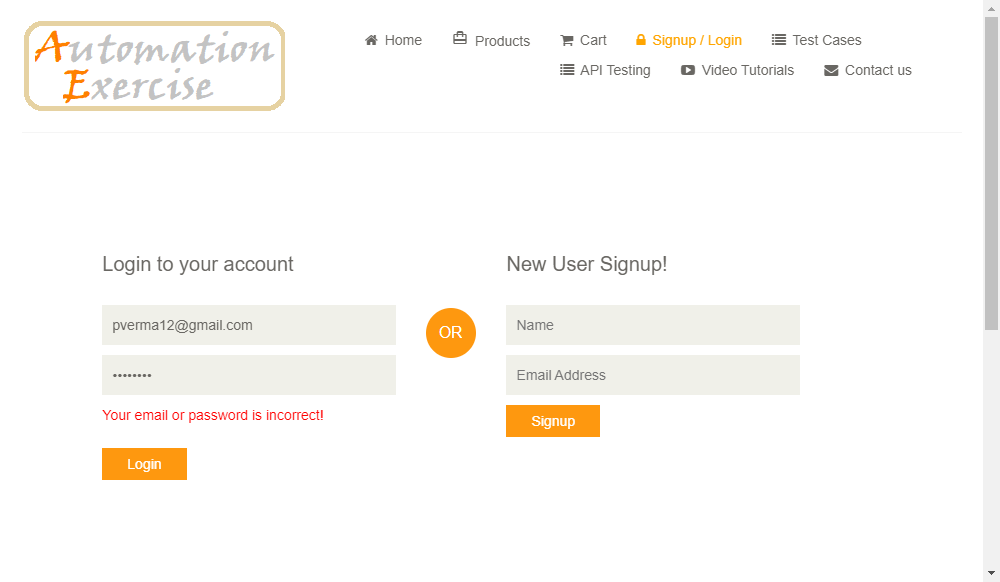 Automation
Exercise
Home
Products
Cart
Signup / Login
Test Cases
API Testing
Video Tutorials
Contact us
Login to your account
pverma12@gmail.com
••••••••
Your email or password is incorrect!
Login
OR
New User Signup!
Name
Email Address
Signup